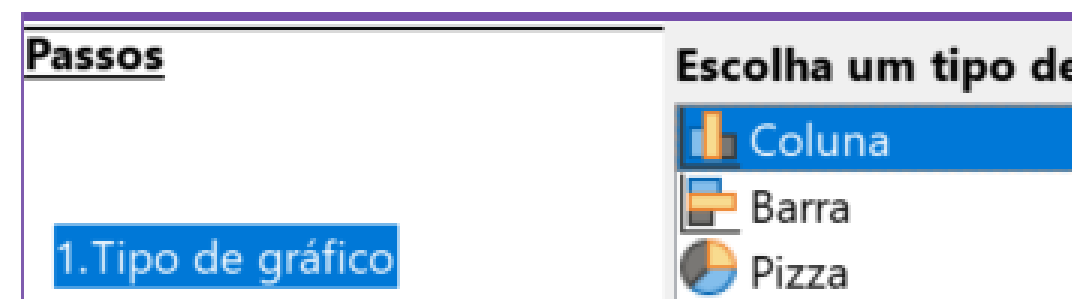 Passos
1.Tipo de gráfico
Escolha um tipo de
Coluna
Barra
Pizza